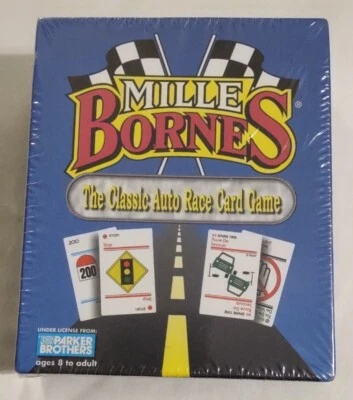 MILLE
BORNES®
The Classic Auto Race Card Game
200
200
Stop
UNDER LICENSE FROM:
PARKER
BROTHERS
ages 8 to adult